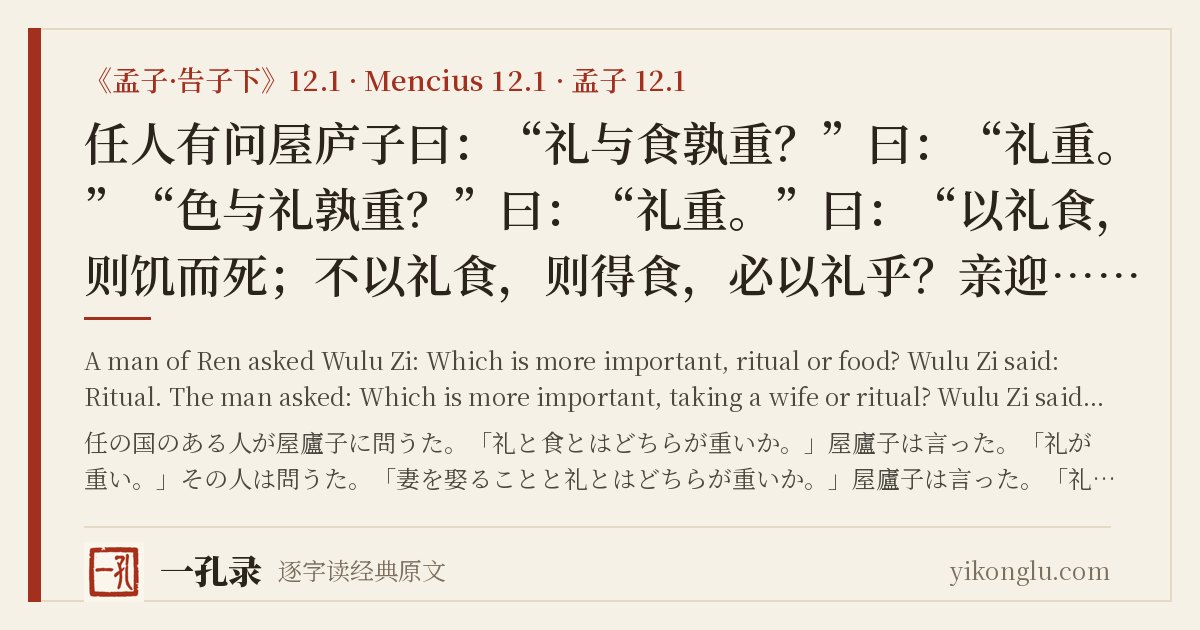 《孟子·告子下》12.1 · Mencius 12.1 · 孟子 12.1
任人有问屋庐子曰：“礼与食孰重？”曰：“礼重。
”“色与礼孰重？”曰：“礼重。”曰：“以礼食，
则饥而死；不以礼食，则得食，必以礼乎？亲迎……
A man of Ren asked Wulu Zi: Which is more important, ritual or food? Wulu Zi said:
Ritual. The man asked: Which is more important, taking a wife or ritual? Wulu Zi said...
任の国のある人が屋廬子に問うた。「礼と食とはどちらが重いか。」屋廬子は言った。「礼が
重い。」その人は問うた。「妻を娶ることと礼とはどちらが重いか。」屋廬子は言った。「礼…
一孔
一孔录 逐字读经典原文 yikonglu.com